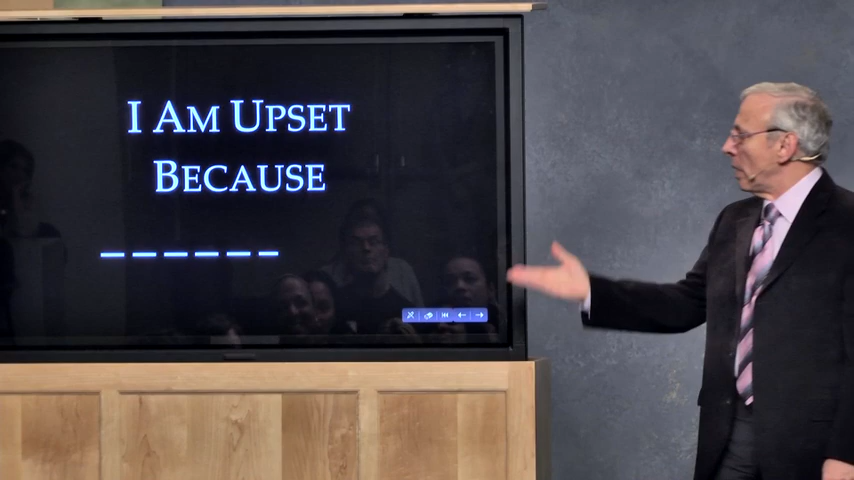 I AM UPSET
BECAUSE
_ _ _ _ _ _